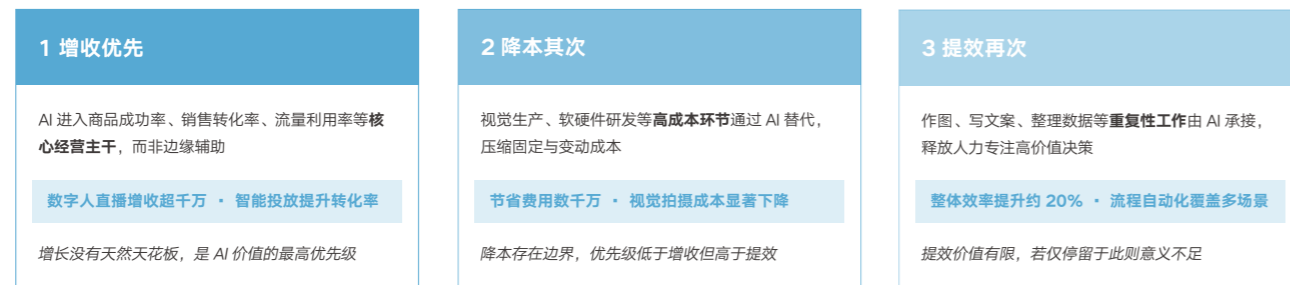 1 增收优先
AI 进入商品成功率、销售转化率、流量利用率等核
心经营主干，而非边缘辅助
数字人直播增收超千万 · 智能投放提升转化率
增长没有天然天花板，是 AI 价值的最高优先级
2 降本其次
视觉生产、软硬件研发等高成本环节通过 AI 替代，
压缩固定与变动成本
节省费用数千万 · 视觉拍摄成本显著下降
降本存在边界，优先级低于增收但高于提效
3 提效再次
作图、写文案、整理数据等重复性工作由 AI 承接，
释放人力专注高价值决策
整体效率提升约 20% · 流程自动化覆盖多场景
提效价值有限，若仅停留于此则意义不足